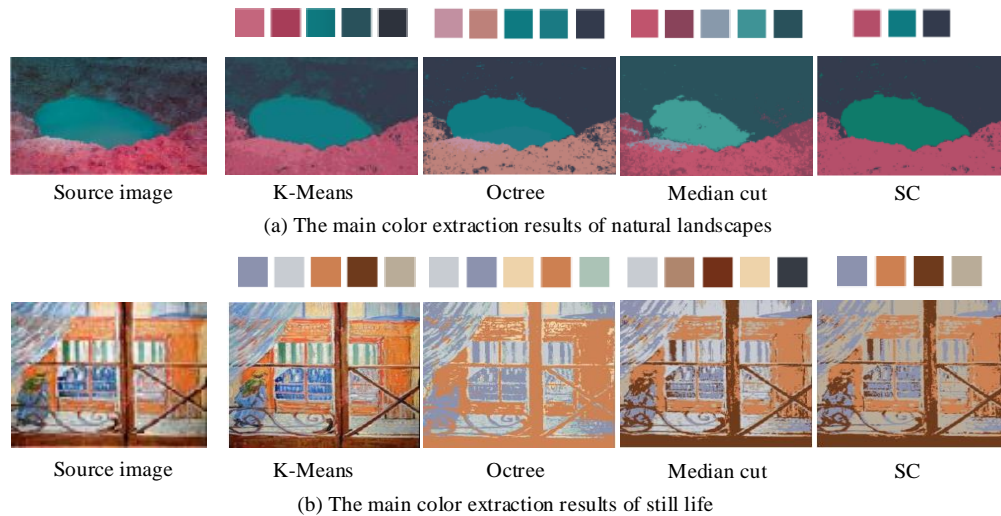 Source image
K-Means
Octree
Median cut
SC
(a) The main color extraction results of natural landscapes
Source image
K-Means
Octree
Median cut
SC
(b) The main color extraction results of still life